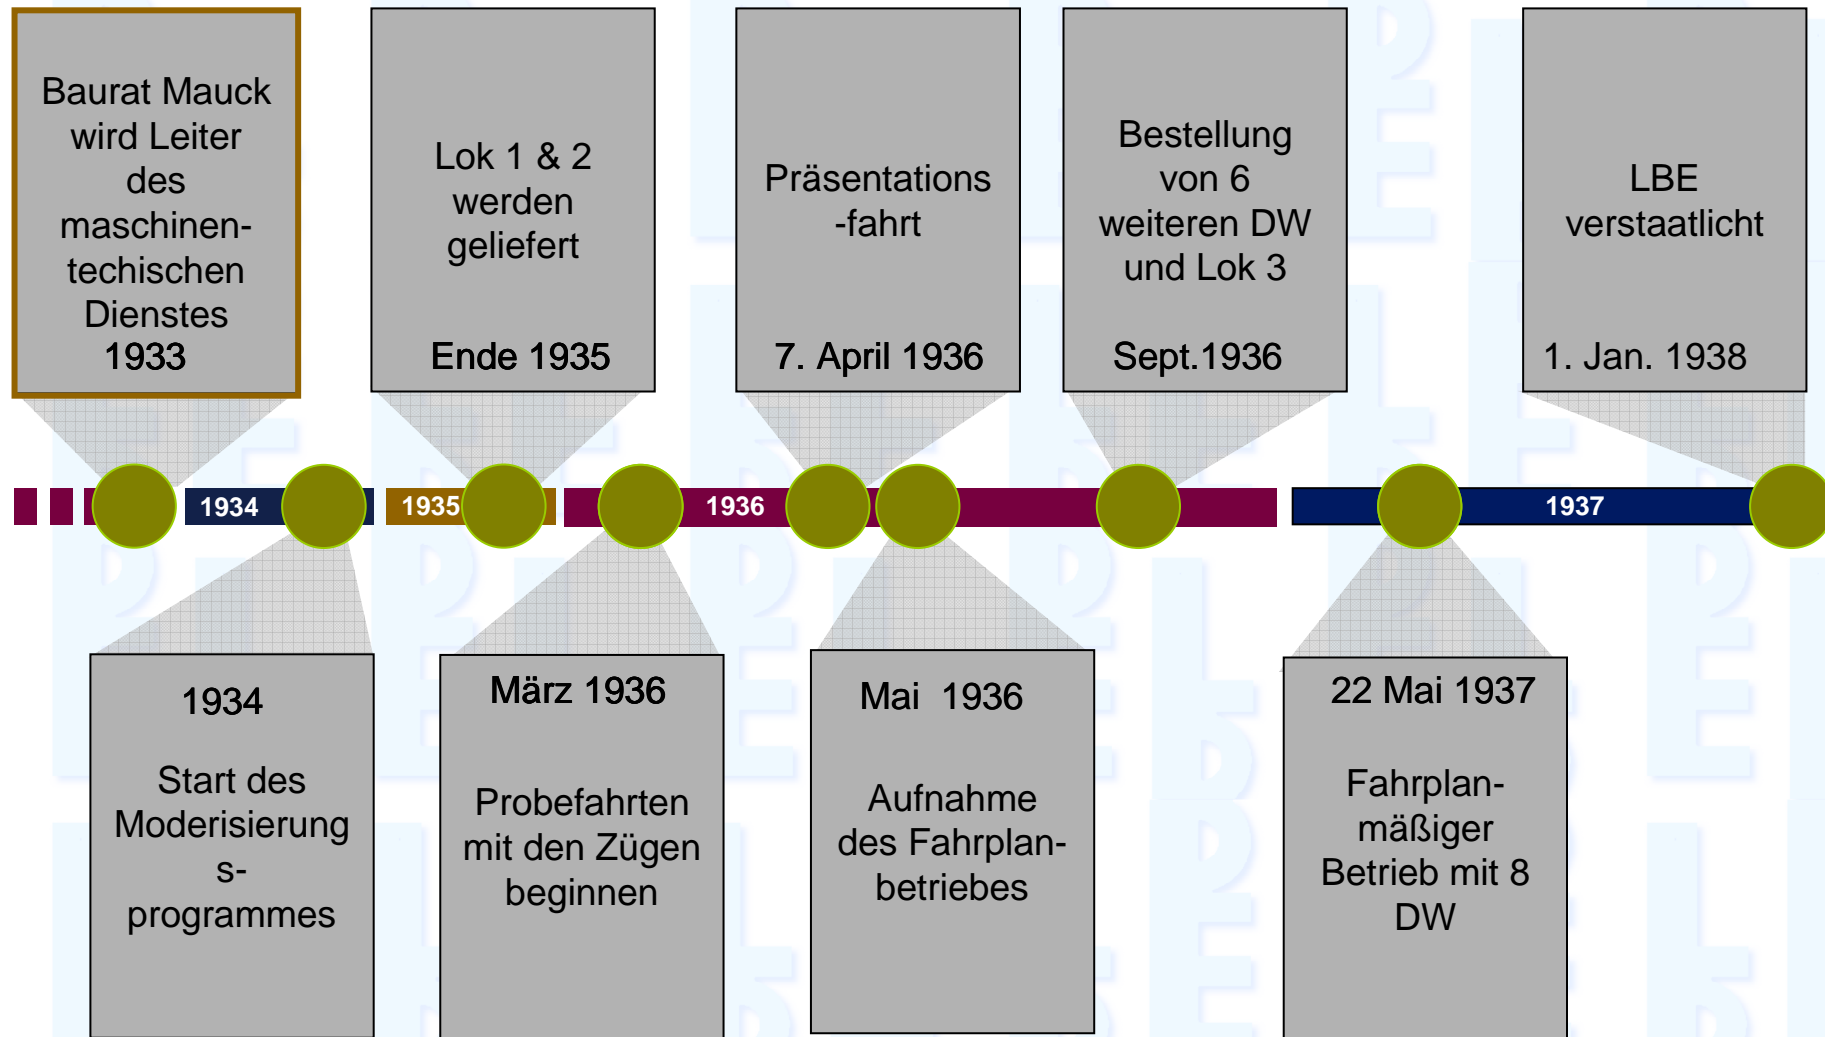 Baurat Mauck
wird Leiter
des
maschinen-
techischen
Dienstes
1933
Lok 1 & 2
werden
geliefert
Ende 1935
Präsentations
-fahrt
7. April 1936
Bestellung
von 6
weiteren DW
und Lok 3
Sept.1936
LBE
verstaatlicht
1. Jan. 1938
1934
1935
1936
1937
1934
Start des
Moderisierung
s-
programmes
März 1936
Probefahrten
mit den Zügen
beginnen
Mai 1936
Aufnahme
des Fahrplan-
betriebes
22 Mai 1937
Fahrplan-
mäßiger
Betrieb mit 8
DW